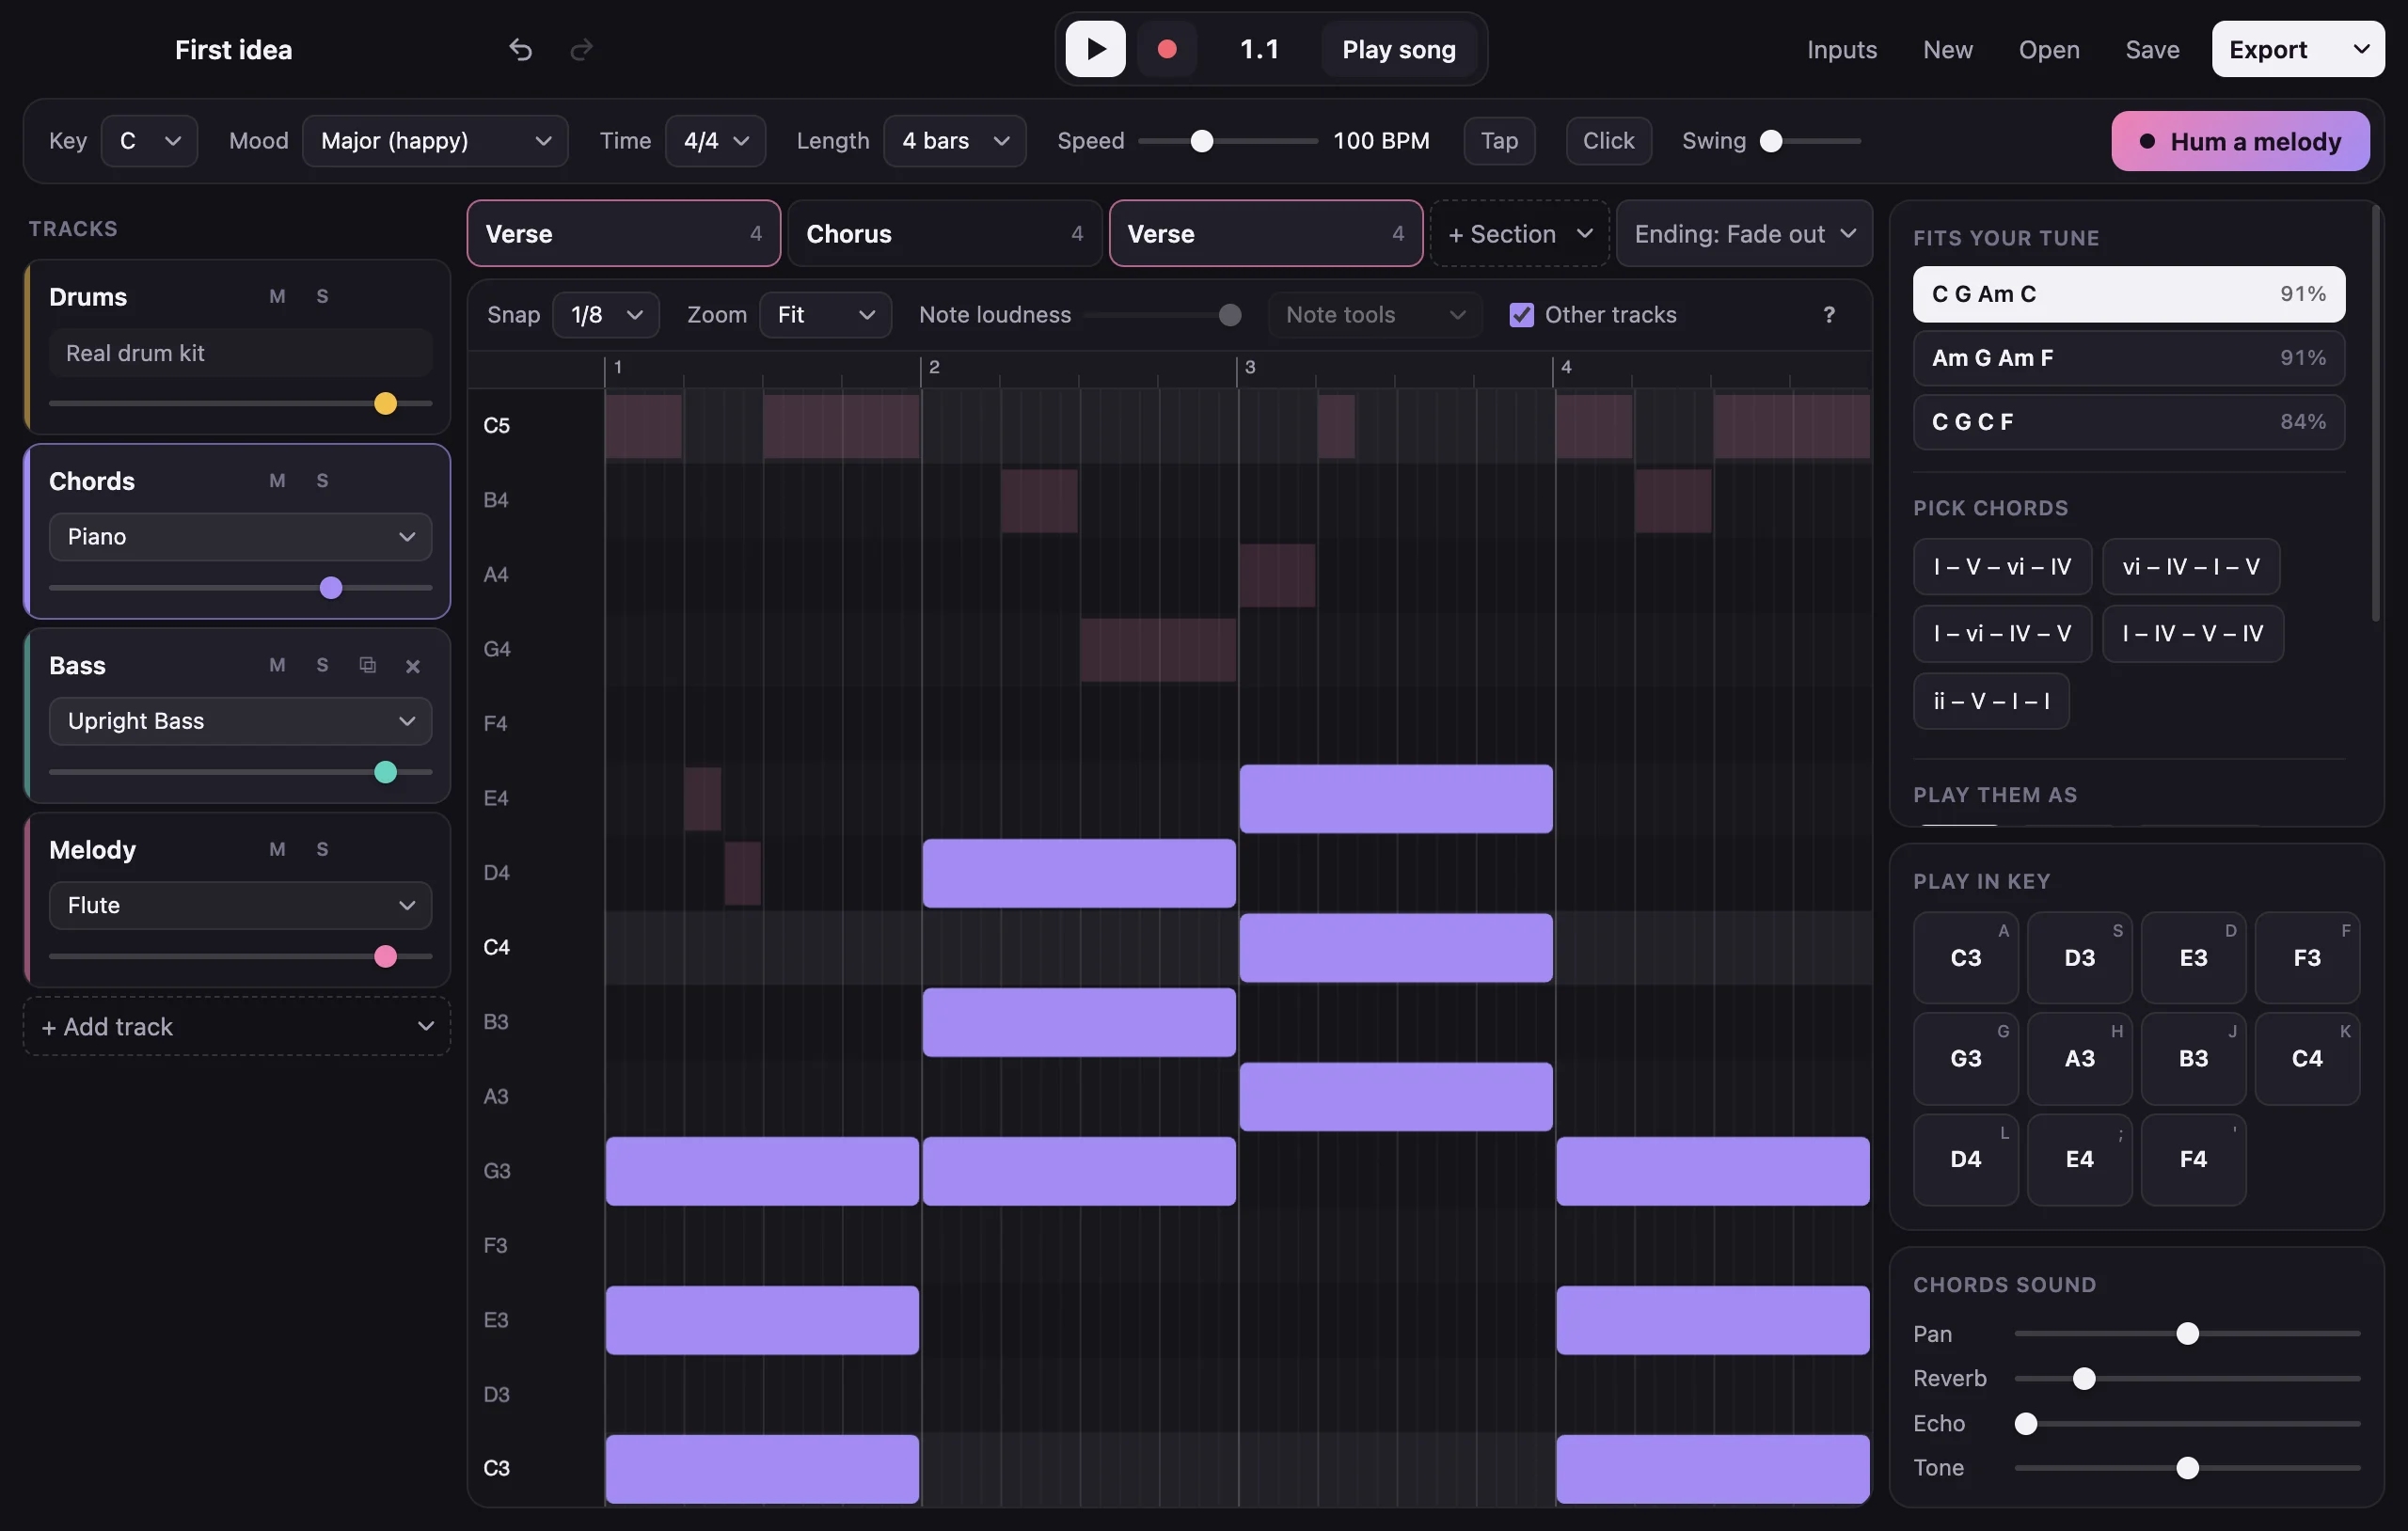 First idea
1.1
Play song
Inputs
New
Open
Save
Export
Key
C
Mood
Major (happy)
Time
4/4
Length
4 bars
Speed
100 BPM
Tap
Click
Swing
Hum a melody
TRACKS
Drums
M
S
Real drum kit
Chords
M
S
Piano
Bass
M
S
Upright Bass
Melody
M
S
Flute
+ Add track
Verse
4
Chorus
4
Verse
4
+ Section
Ending: Fade out
Snap
1/8
Zoom
Fit
Note loudness
Note tools
Other tracks
?
1
2
3
4
C5
B4
A4
G4
F4
E4
D4
C4
B3
A3
G3
F3
E3
D3
C3
FITS YOUR TUNE
C G Am C
91%
Am G Am F
91%
C G C F
84%
PICK CHORDS
I – V – vi – IV
vi – IV – I – V
I – vi – IV – V
I – IV – V – IV
ii – V – I – I
PLAY THEM AS
PLAY IN KEY
C3
A
D3
S
E3
D
F3
F
G3
G
A3
H
B3
J
C4
K
D4
L
E4
;
F4
'
CHORDS SOUND
Pan
Reverb
Echo
Tone